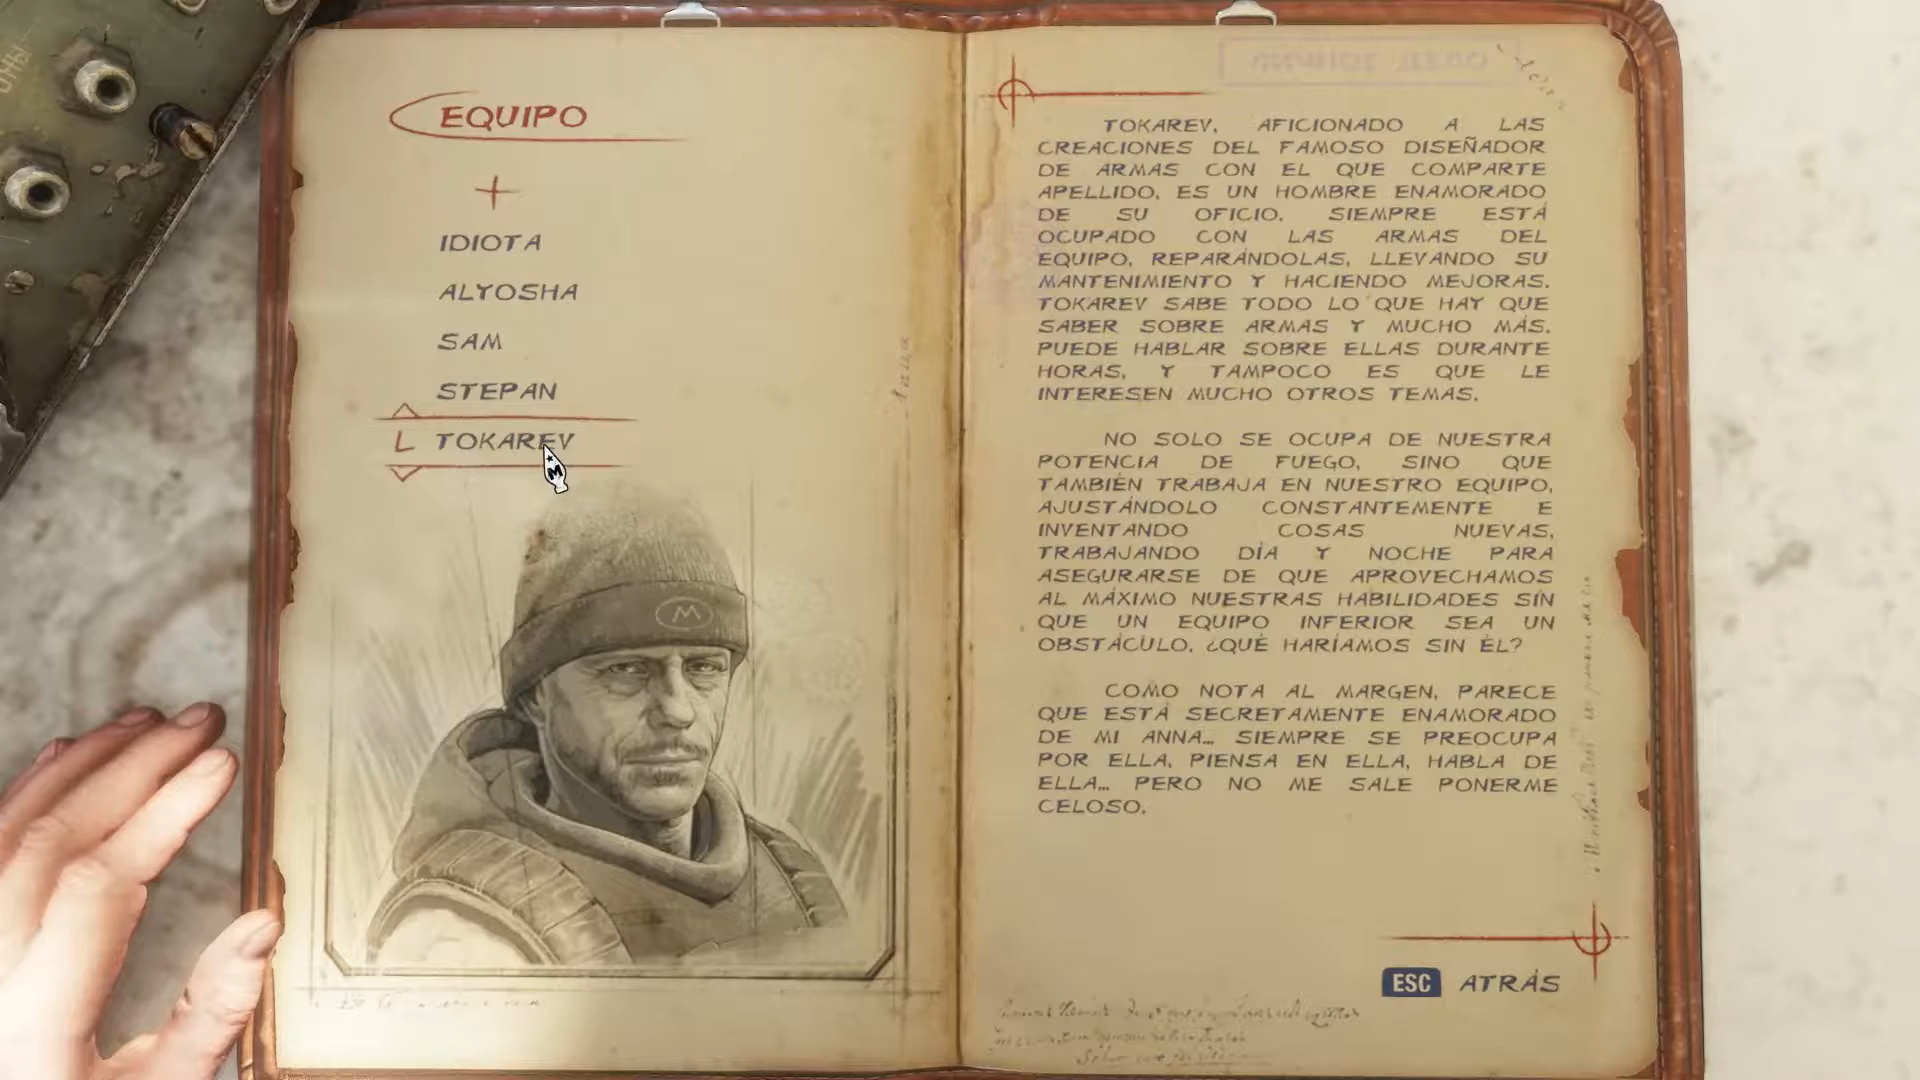 EQUIPO
IDIOTA
ALYOSHA
SAM
STEPAN
L TOKAREV
M
M
TOKAREV, AFICIONADO A LAS
CREACIONES DEL FAMOSO DISEÑADOR
DE ARMAS CON EL QUE COMPARTE
APELLIDO, ES UN HOMBRE ENAMORADO
DE SU OFICIO. SIEMPRE ESTÁ
OCUPADO CON LAS ARMAS DEL
EQUIPO, REPARÁNDOLAS, LLEVANDO SU
MANTENIMIENTO Y HACIENDO MEJORAS.
TOKAREV SABE TODO LO QUE HAY QUE
SABER SOBRE ARMAS Y MUCHO MÁS.
PUEDE HABLAR SOBRE ELLAS DURANTE
HORAS, Y TAMPOCO ES QUE LE
INTERESEN MUCHO OTROS TEMAS.
NO SOLO SE OCUPA DE NUESTRA
POTENCIA DE FUEGO, SINO QUE
TAMBIÉN TRABAJA EN NUESTRO EQUIPO,
AJUSTÁNDOLO CONSTANTEMENTE E
INVENTANDO COSAS NUEVAS,
TRABAJANDO DÍA Y NOCHE PARA
ASEGURARSE DE QUE APROVECHAMOS
AL MÁXIMO NUESTRAS HABILIDADES SIN
QUE UN EQUIPO INFERIOR SEA UN
OBSTÁCULO. ¿QUÉ HARÍAMOS SIN ÉL?
COMO NOTA AL MARGEN, PARECE
QUE ESTÁ SECRETAMENTE ENAMORADO
DE MI ANNA... SIEMPRE SE PREOCUPA
POR ELLA, PIENSA EN ELLA, HABLA DE
ELLA... PERO NO ME SALE PONERME
CELOSO.
ESC ATRÁS